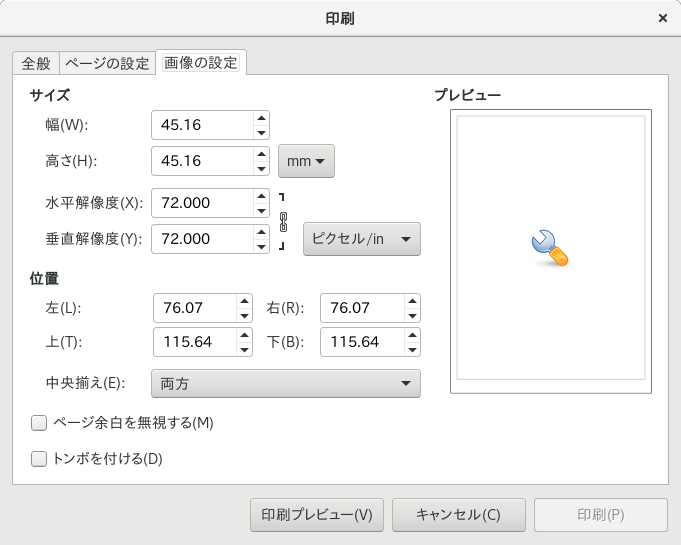 印刷
全般 ページの設定 画像の設定
サイズ
プレビュー
幅(W): 45.16
高さ(H): 45.16 mm
水平解像度(X): 72.000
垂直解像度(Y): 72.000 ピクセル/in
位置
左(L): 76.07 右(R): 76.07
上(T): 115.64 下(B): 115.64
中央揃え(E): 両方
ページ余白を無視する(M)
トンボを付ける(D)
印刷プレビュー(V) キャンセル(C) 印刷(P)